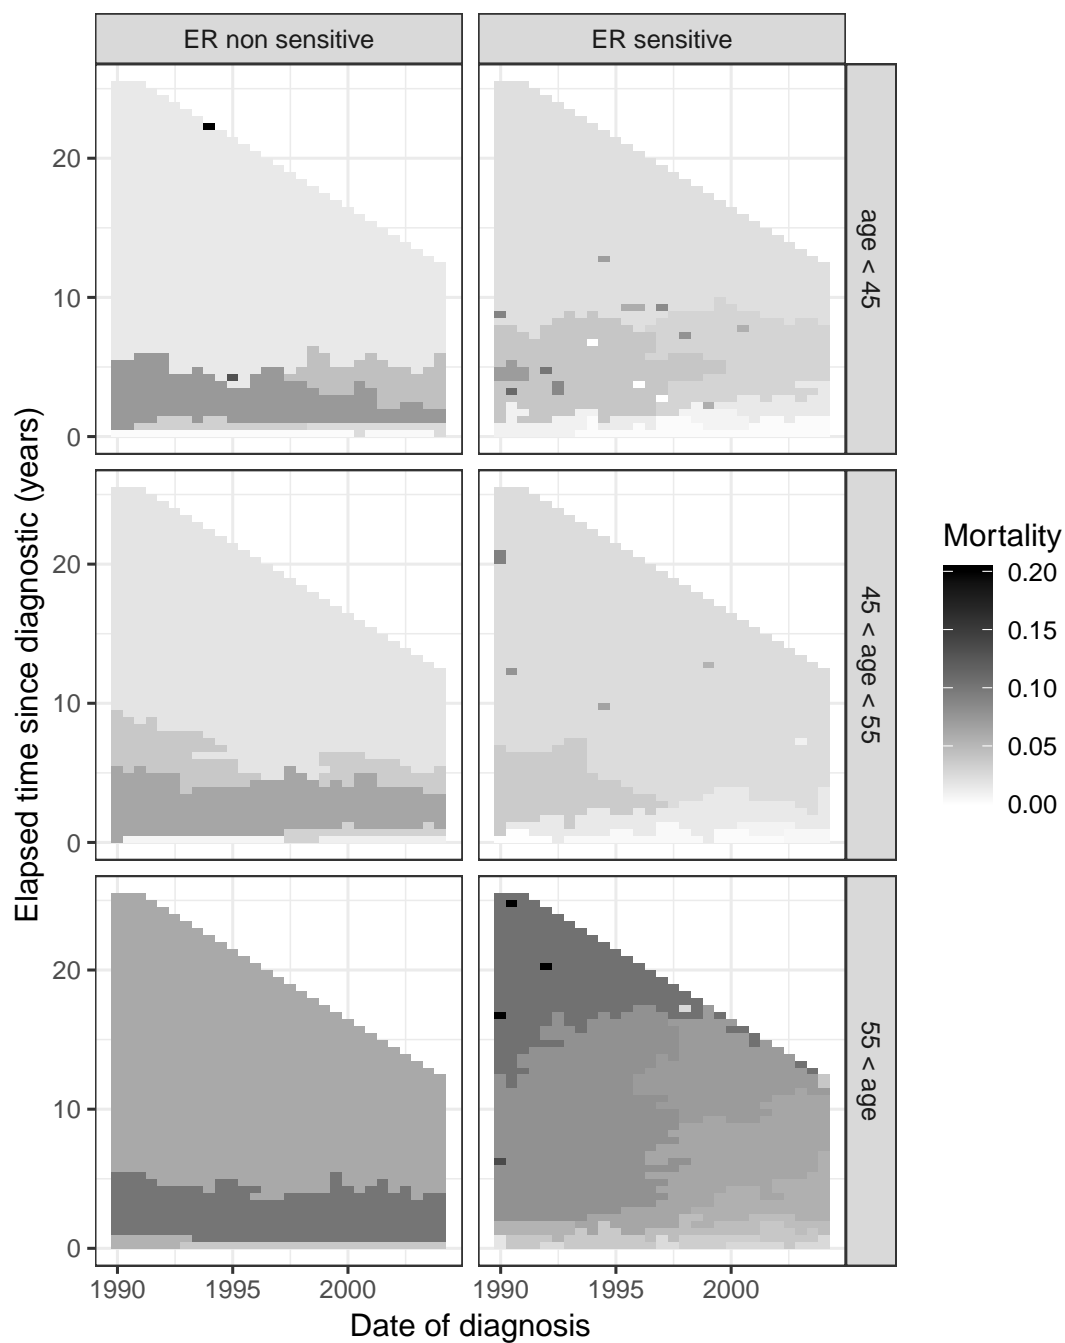 ER non sensitive
ER sensitive
age < 45
45 < age < 55
55 < age
20
10
0
20
10
0
20
10
0
1990
1995
2000
1990
1995
2000
Elapsed time since diagnostic (years)
Date of diagnosis
Mortality
0.20
0.15
0.10
0.05
0.00